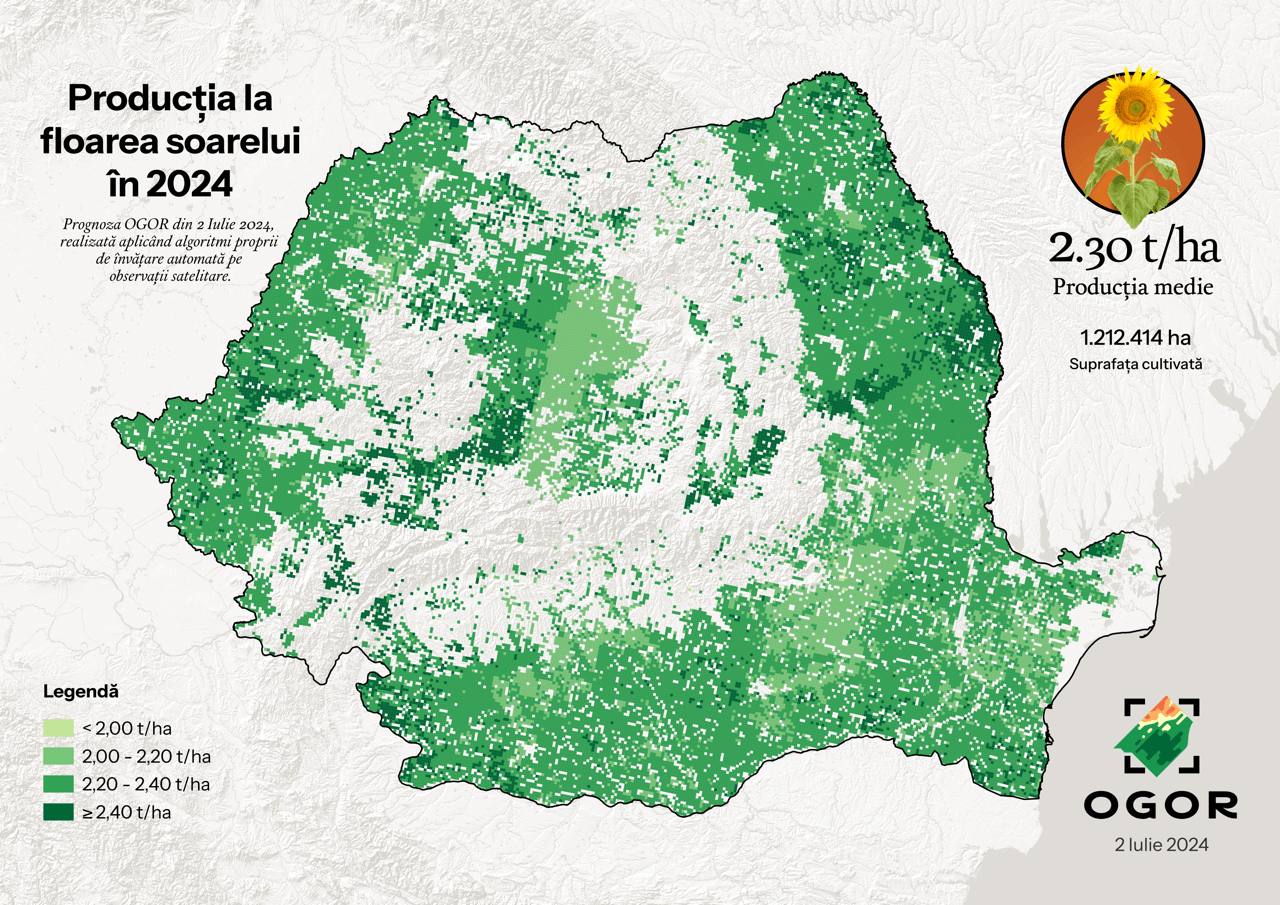 Producția la
floarea soarelui
în 2024
Prognoza OGOR din 2 Iulie 2024,
realizată aplicând algoritmi proprii
de învățare automată pe
observații satelitare.
2.30 t/ha
Producția medie
1.212.414 ha
Suprafața cultivată
Legendă
< 2,00 t/ha
2,00 - 2,20 t/ha
2,20 - 2,40 t/ha
≥ 2,40 t/ha
OGOR
2 Iulie 2024